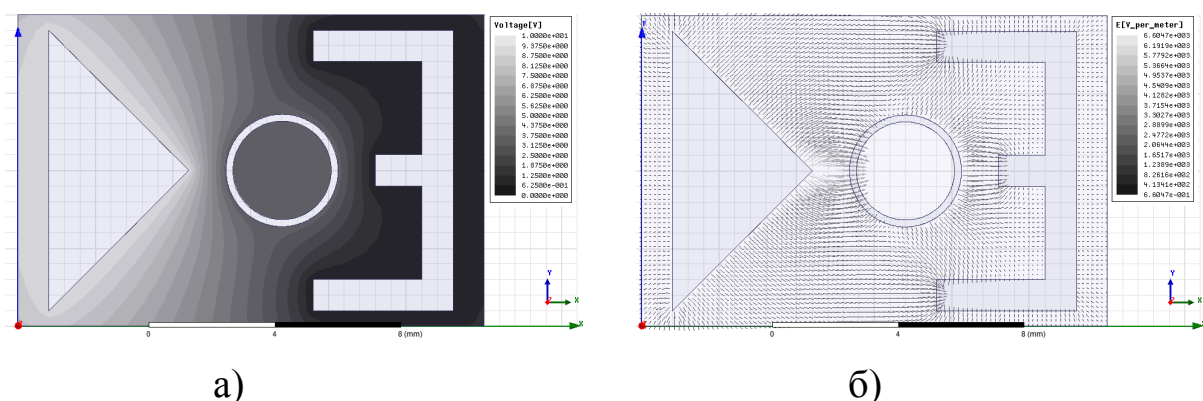 Voltage[V]
1.0000e+001
9.3750e+000
8.7500e+000
8.1250e+000
7.5000e+000
6.8750e+000
6.2500e+000
5.6250e+000
5.0000e+000
4.3750e+000
3.7500e+000
3.1250e+000
2.5000e+000
1.8750e+000
1.2500e+000
6.2500e-001
0.0000e+000
Y
X
Z
X
0
4
8 (mm)
а)
E[V_per_meter]
6.6047e+003
6.1919e+003
5.7792e+003
5.3664e+003
4.9537e+003
4.5409e+003
4.1282e+003
3.7154e+003
3.3027e+003
2.8899e+003
2.4772e+003
2.0644e+003
1.6517e+003
1.2389e+003
8.2616e+002
4.1341e+002
6.6047e-001
Y
X
Z
X
0
4
8 (mm)
б)